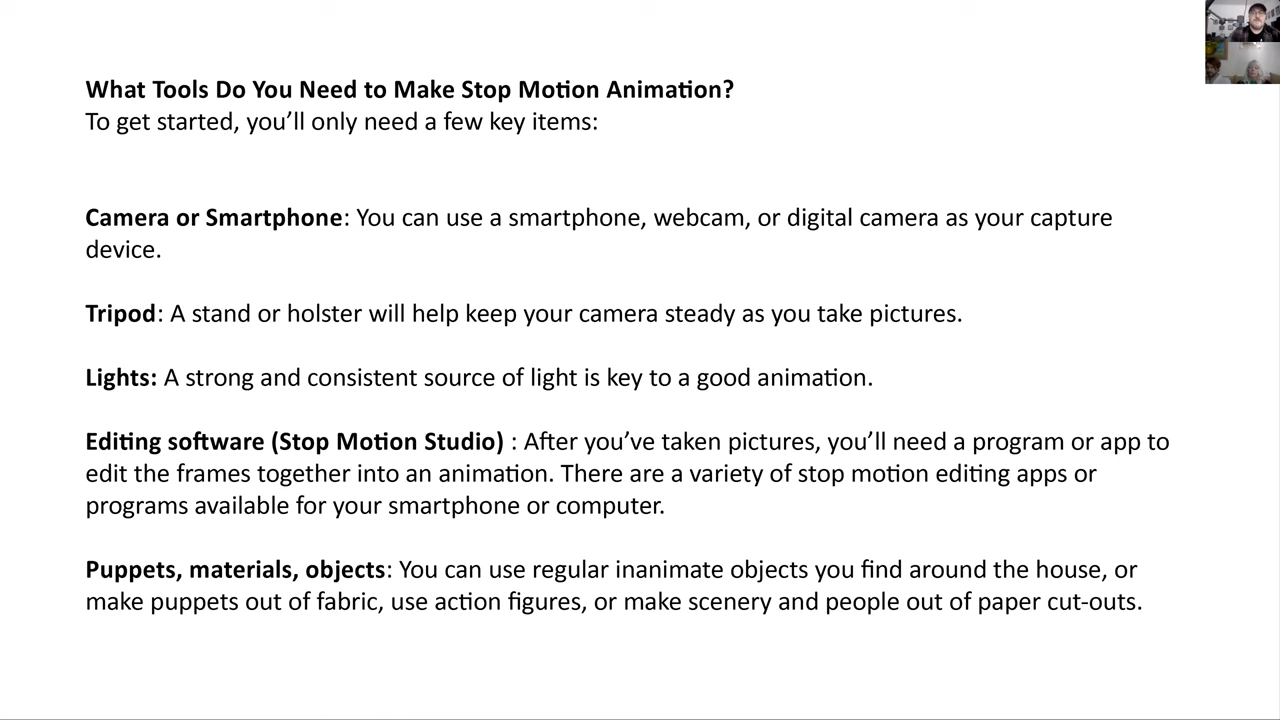 What Tools Do You Need to Make Stop Motion Animation?
To get started, you’ll only need a few key items:
Camera or Smartphone: You can use a smartphone, webcam, or digital camera as your capture
device.
Tripod: A stand or holster will help keep your camera steady as you take pictures.
Lights: A strong and consistent source of light is key to a good animation.
Editing software (Stop Motion Studio) : After you’ve taken pictures, you’ll need a program or app to
edit the frames together into an animation. There are a variety of stop motion editing apps or
programs available for your smartphone or computer.
Puppets, materials, objects: You can use regular inanimate objects you find around the house, or
make puppets out of fabric, use action figures, or make scenery and people out of paper cut-outs.